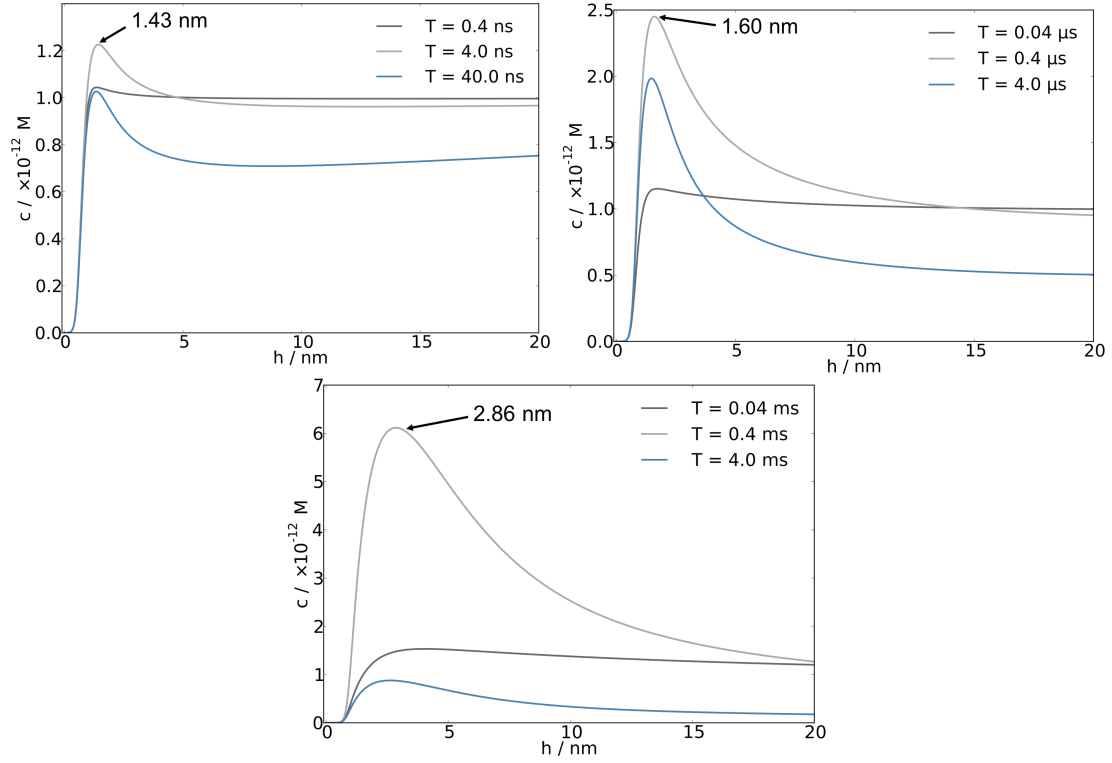 1.43 nm
T = 0.4 ns
T = 4.0 ns
T = 40.0 ns
1.2
1.0
0.8
0.6
0.4
0.2
0.0
c / ×10⁻¹² M
0
5
10
15
20
h / nm
1.60 nm
T = 0.04 μs
T = 0.4 μs
T = 4.0 μs
2.5
2.0
1.5
1.0
0.5
0.0
c / ×10⁻¹² M
0
5
10
15
20
h / nm
2.86 nm
T = 0.04 ms
T = 0.4 ms
T = 4.0 ms
7
6
5
4
3
2
1
0
c / ×10⁻¹² M
0
5
10
15
20
h / nm